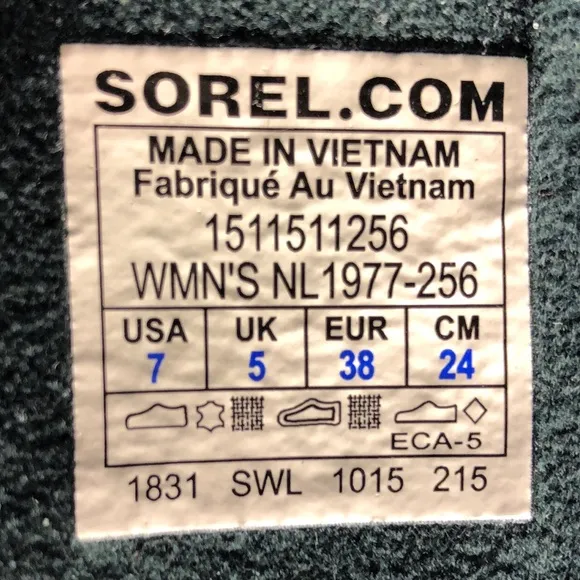 SOREL.COM
MADE IN VIETNAM
Fabriqué Au Vietnam
1511511256
WMN'S NL1977-256
USA UK EUR CM
7 5 38 24
ECA-5
1831 SWL 1015 215